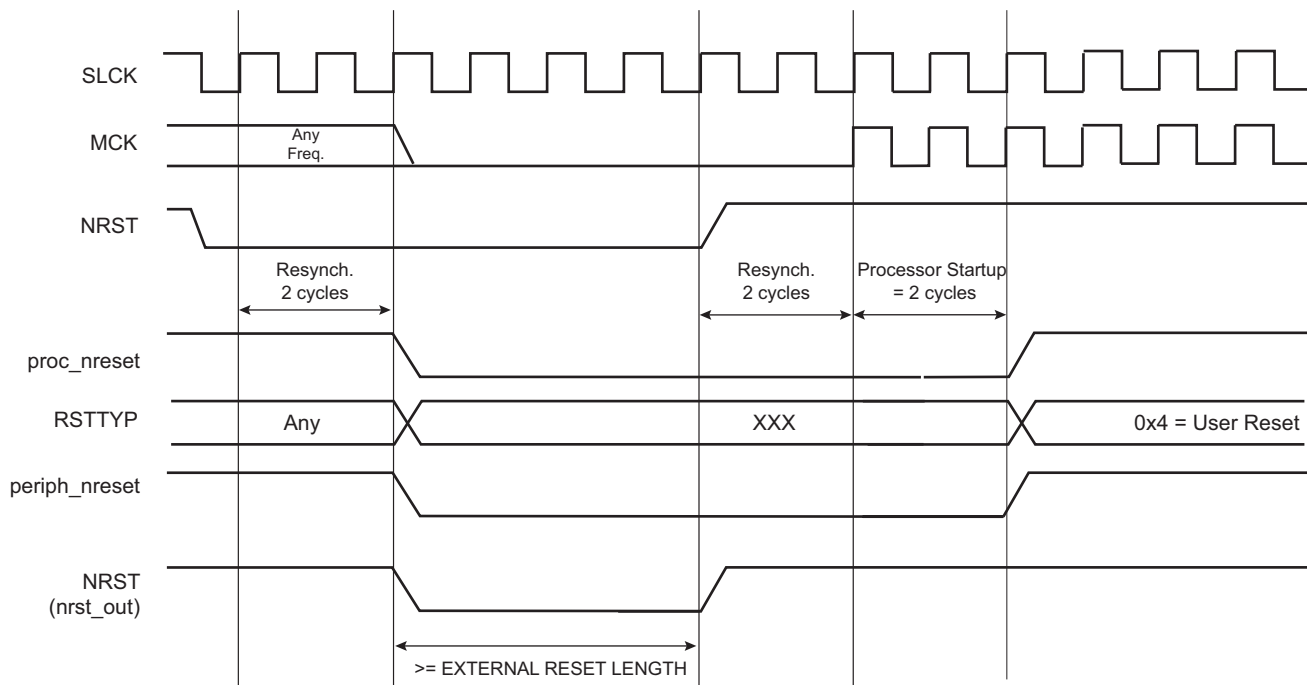 SLCK
MCK
Any
Freq.
NRST
Resynch.
2 cycles
Resynch.
2 cycles
Processor Startup
= 2 cycles
proc_nreset
RSTTYP
Any
XXX
0x4 = User Reset
periph_nreset
NRST
(nrst_out)
>= EXTERNAL RESET LENGTH